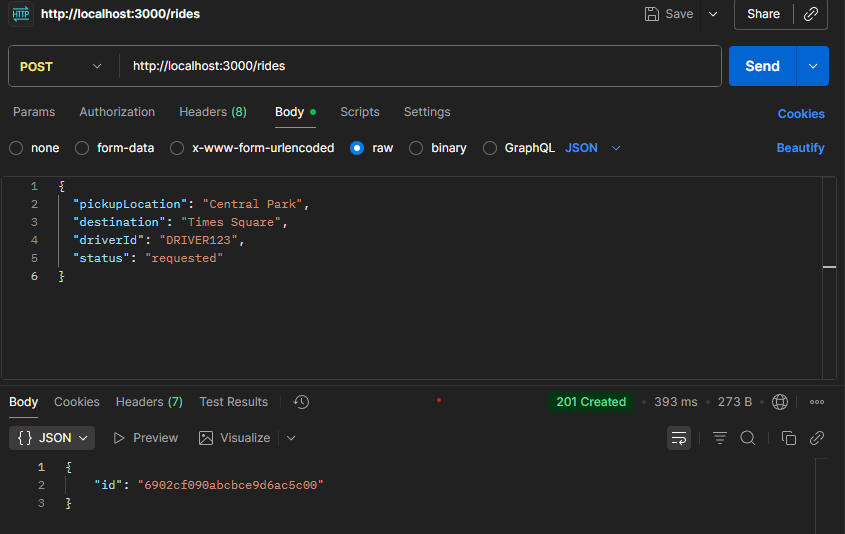 HTTP http://localhost:3000/rides Save Share
POST http://localhost:3000/rides Send
Params Authorization Headers (8) Body Scripts Settings Cookies
none form-data x-www-form-urlencoded raw binary GraphQL JSON Beautify
1 {
2 "pickupLocation": "Central Park",
3 "destination": "Times Square",
4 "driverId": "DRIVER123",
5 "status": "requested"
6 }
Body Cookies Headers (7) Test Results 201 Created • 393 ms • 273 B
{} JSON Preview Visualize
1 {
2 "id": "6902cf090abcbce9d6ac5c00"
3 }